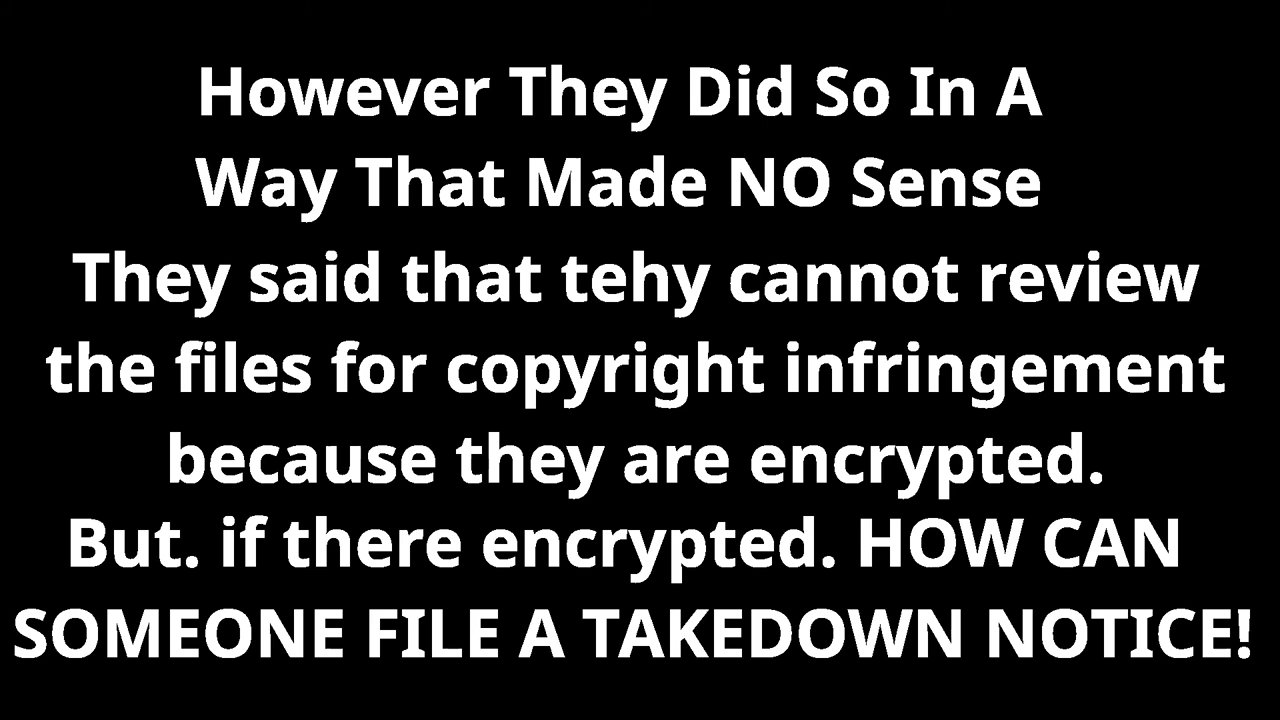 However They Did So In A
Way That Made NO Sense
They said that tehy cannot review
the files for copyright infringement
because they are encrypted.
But. if there encrypted. HOW CAN
SOMEONE FILE A TAKEDOWN NOTICE!